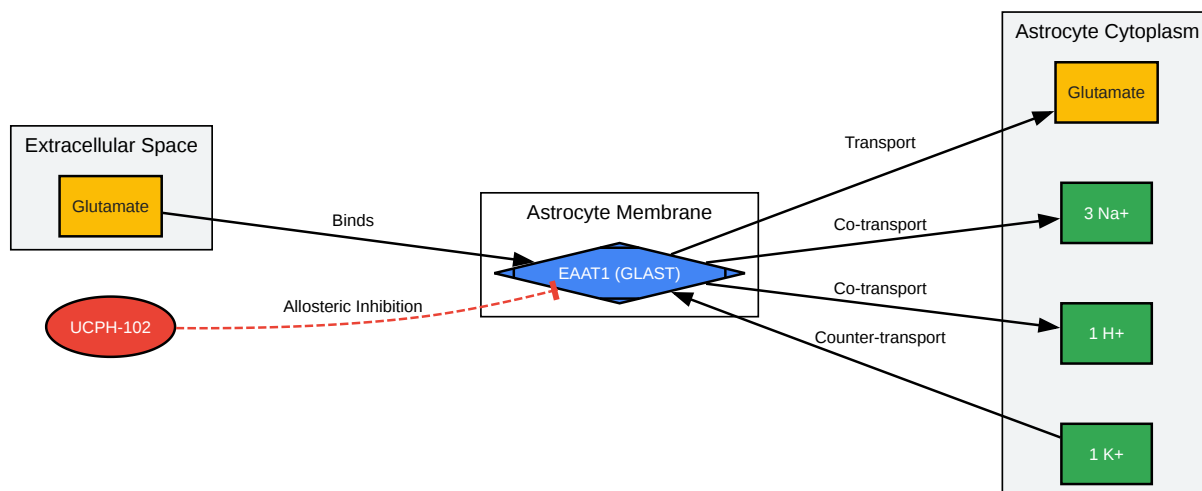 Extracellular Space
Glutamate
UCPH-102
Binds
Allosteric Inhibition
Astrocyte Membrane
EAAT1 (GLAST)
Transport
Co-transport
Co-transport
Counter-transport
Astrocyte Cytoplasm
Glutamate
3 Na+
1 H+
1 K+